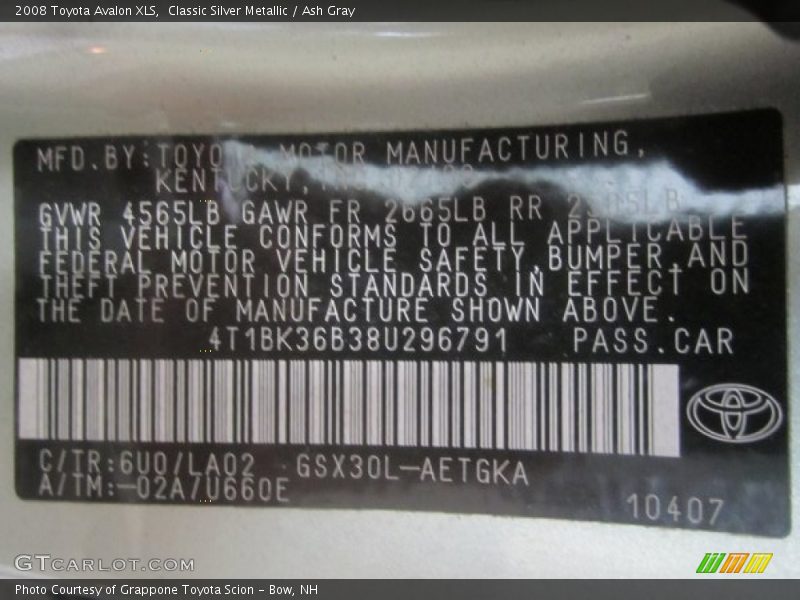 2008 Toyota Avalon XLS,  Classic Silver Metallic / Ash Gray
MFD.BY: MOTOR MANUFACTURING,
KENTUCKY,
GVWR 4565LB GAWR FR 2665LB RR
THIS VEHICLE CONFORMS TO ALL APPLICABLE
FEDERAL MOTOR VEHICLE SAFETY,BUMPER,AND
THEFT PREVENTION STANDARDS IN EFFECT ON
THE DATE OF MANUFACTURE SHOWN ABOVE.
4T1BK36B38U296791 PASS.CAR
C/TR:6U0/LA02 GSX30L-AETGKA
A/TM:-02A/U660E
10407
GTCARLOT.COM
Photo Courtesy of Grappone Toyota Scion - Bow, NH